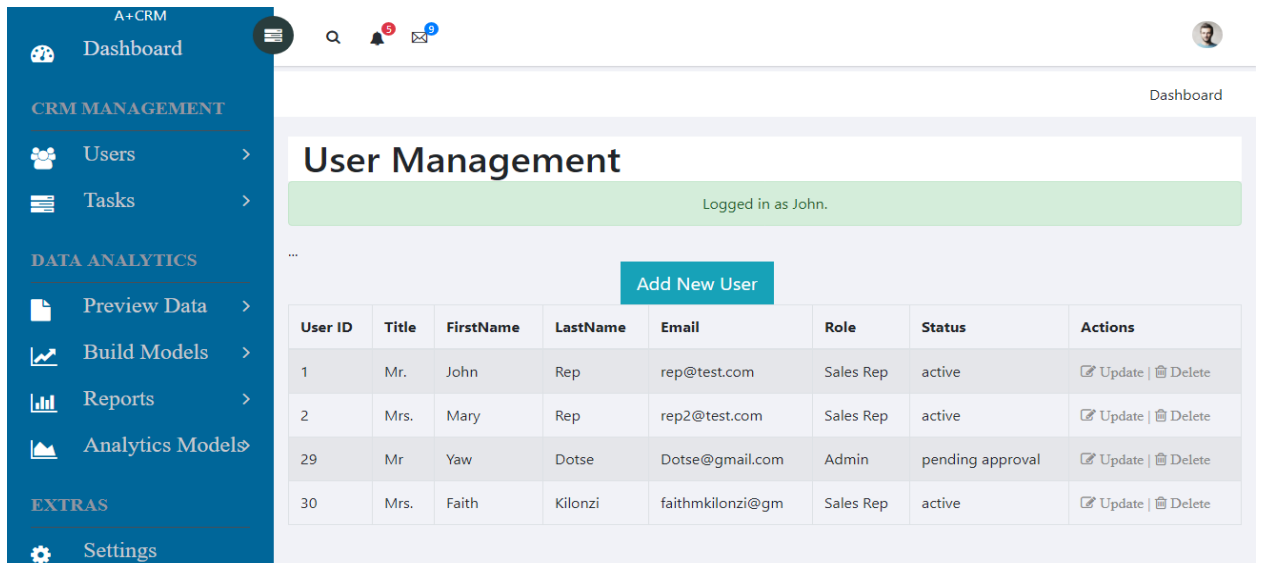 A+CRM
Dashboard
CRM MANAGEMENT
Users
Tasks
DATA ANALYTICS
Preview Data
Build Models
Reports
Analytics Models
EXTRAS
Settings
5 9
Dashboard
User Management
Logged in as John.
...
Add New User
User ID Title FirstName LastName Email Role Status Actions
1 Mr. John Rep rep@test.com Sales Rep active Update | Delete
2 Mrs. Mary Rep rep2@test.com Sales Rep active Update | Delete
29 Mr Yaw Dotse Dotse@gmail.com Admin pending approval Update | Delete
30 Mrs. Faith Kilonzi faithmkilonzi@gm Sales Rep active Update | Delete